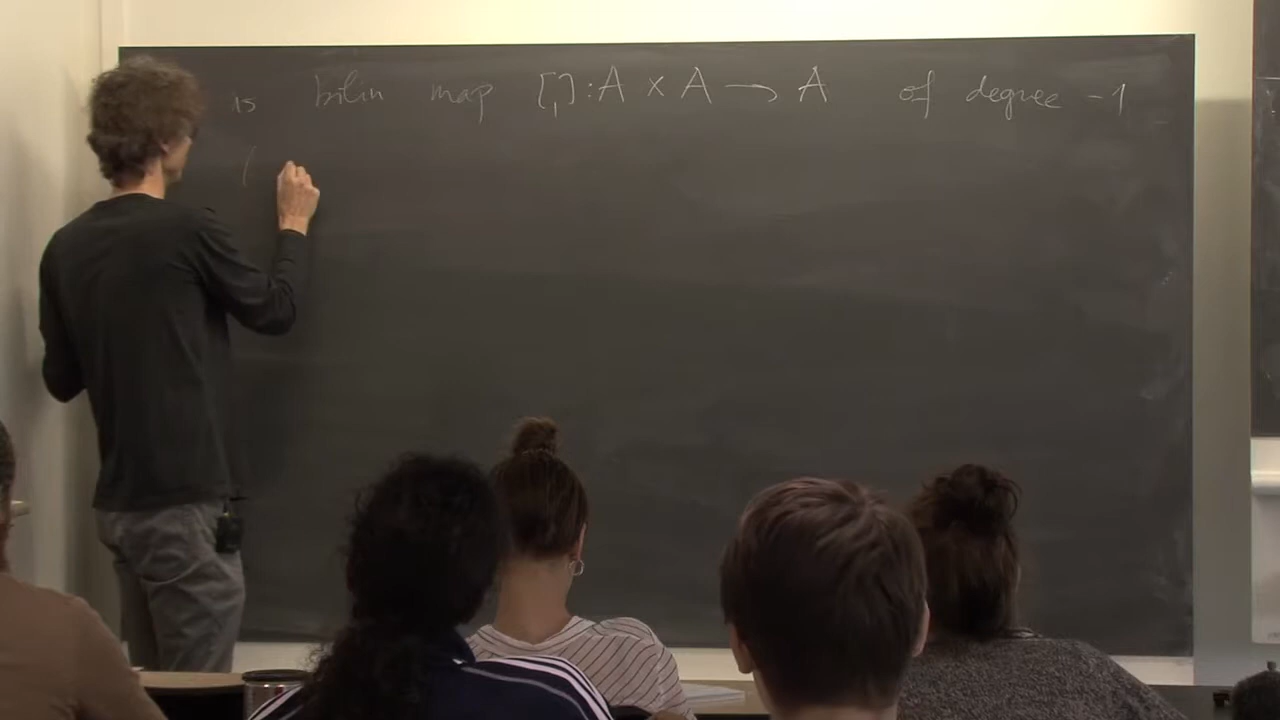 is bilin map [,]: A × A → A of degree -1
(